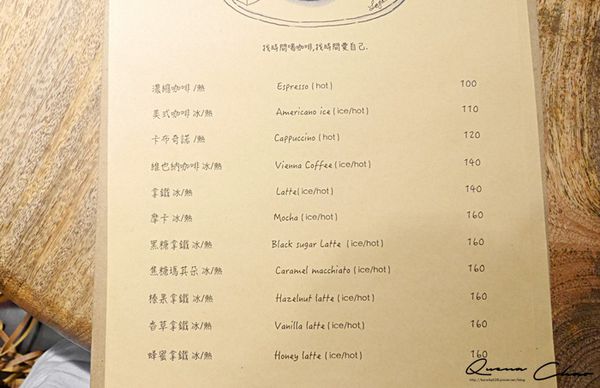 找時間喝咖啡,找時間愛自己.
濃縮咖啡 /熱 Espresso ( hot) 100
美式咖啡 冰/熱 Americano ice ( ice/hot) 110
卡布奇諾 /熱 Cappuccino ( hot) 120
維也納咖啡 冰/熱 Vienna Coffee ( ice/hot) 140
拿鐵 冰/熱 Latte( ice/hot) 140
摩卡 冰/熱 Mocha ( ice/hot) 160
黑糖拿鐵 冰/熱 Black sugar Latte ( ice/hot) 160
焦糖瑪其朵 冰/熱 Caramel macchiato ( ice/hot) 160
榛果拿鐵 冰/熱 Hazelnut latte ( ice/hot) 160
香草拿鐵 冰/熱 Vanilla latte ( ice/hot) 160
蜂蜜拿鐵 冰/熱 Honey latte ( ice/hot) 160
Quena Chao